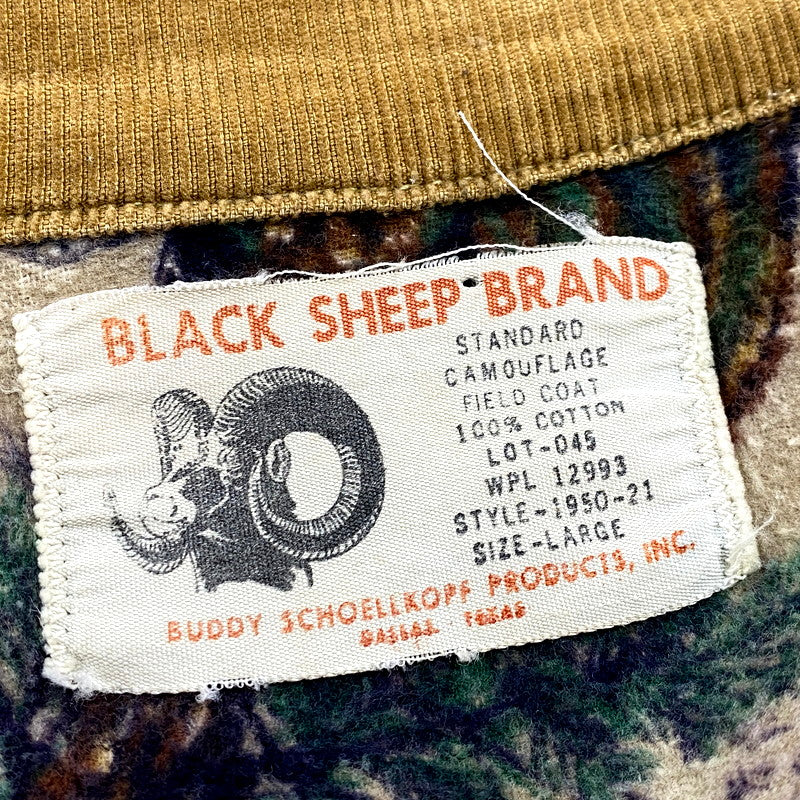 BLACK SHEEP BRAND
STANDARD
CAMOUFLAGE
FIELD COAT
100% COTTON
LOT-045
WPL 12993
STYLE-1950-21
SIZE-LARGE
BUDDY SCHOELLKOPF PRODUCTS, INC.
DALLAS, TEXAS